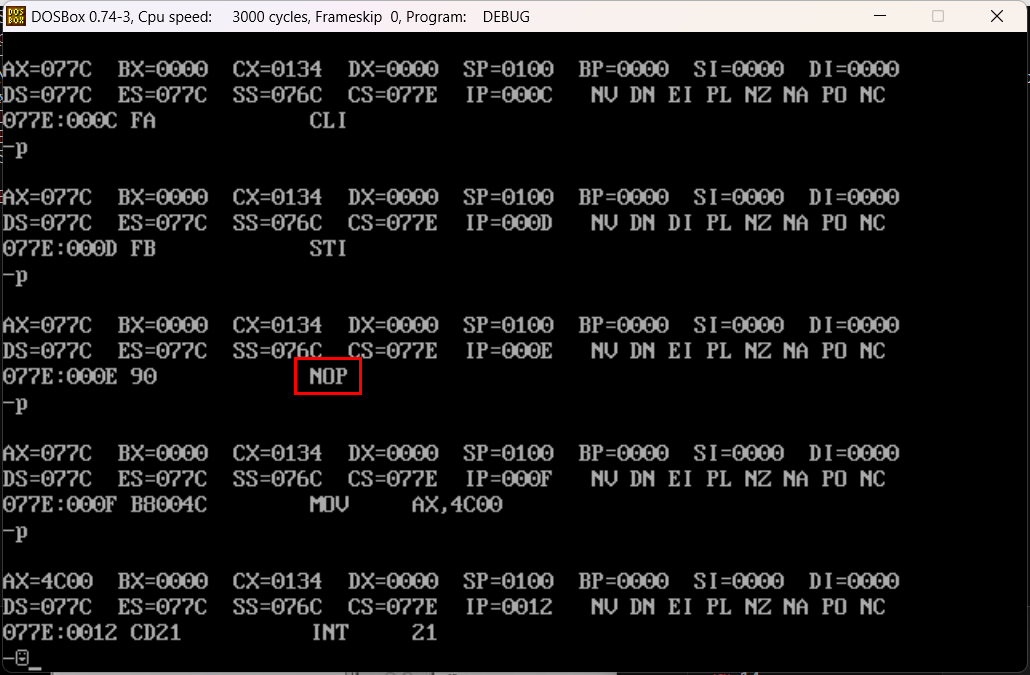 DOSBox 0.74-3, Cpu speed: 3000 cycles, Frameskip 0, Program: DEBUG
AX=077C BX=0000 CX=0134 DX=0000 SP=0100 BP=0000 SI=0000 DI=0000
DS=077C ES=077C SS=076C CS=077E IP=000C NV DN EI PL NZ NA PO NC
077E:000C FA CLI
-p
AX=077C BX=0000 CX=0134 DX=0000 SP=0100 BP=0000 SI=0000 DI=0000
DS=077C ES=077C SS=076C CS=077E IP=000D NV DN DI PL NZ NA PO NC
077E:000D FB STI
-p
AX=077C BX=0000 CX=0134 DX=0000 SP=0100 BP=0000 SI=0000 DI=0000
DS=077C ES=077C SS=076C CS=077E IP=000E NV DN EI PL NZ NA PO NC
077E:000E 90 NOP
-p
AX=077C BX=0000 CX=0134 DX=0000 SP=0100 BP=0000 SI=0000 DI=0000
DS=077C ES=077C SS=076C CS=077E IP=000F NV DN EI PL NZ NA PO NC
077E:000F B8004C MOV AX,4C00
-p
AX=4C00 BX=0000 CX=0134 DX=0000 SP=0100 BP=0000 SI=0000 DI=0000
DS=077C ES=077C SS=076C CS=077E IP=0012 NV DN EI PL NZ NA PO NC
077E:0012 CD21 INT 21
-☺_